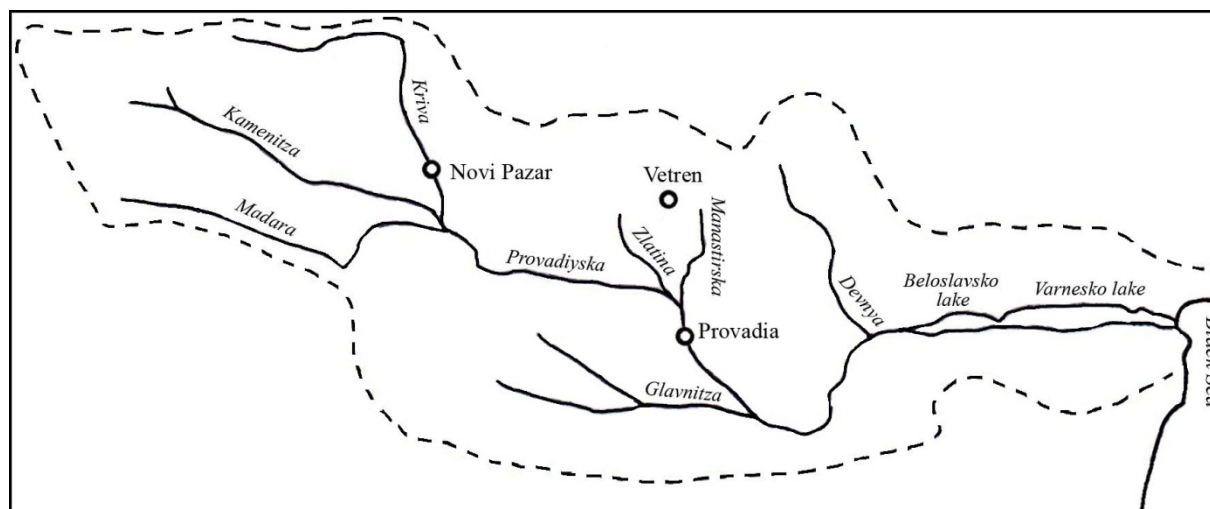 Kriva
Kamenitza
Novi Pazar
Vetren
Madara
Manastirska
Zlatina
Provadiyska
Devnya
Beloslavsko
lake
Varnesko lake
Provadia
Glavnitza